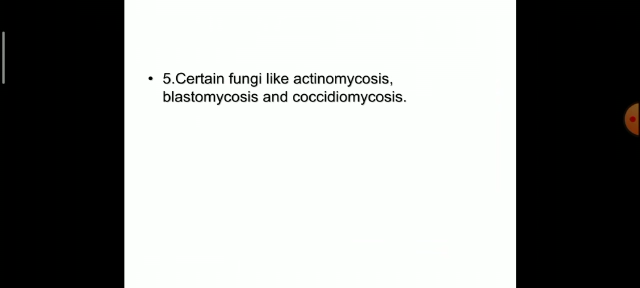 • 5.Certain fungi like actinomycosis,
blastomycosis and coccidiomycosis.